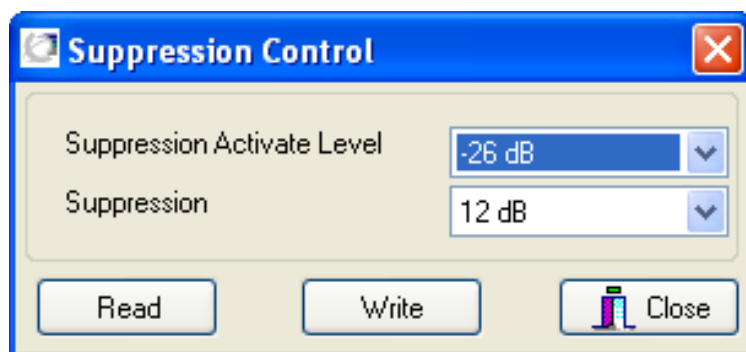 Suppression Control
Suppression Activate Level -26 dB
Suppression 12 dB
Read Write Close